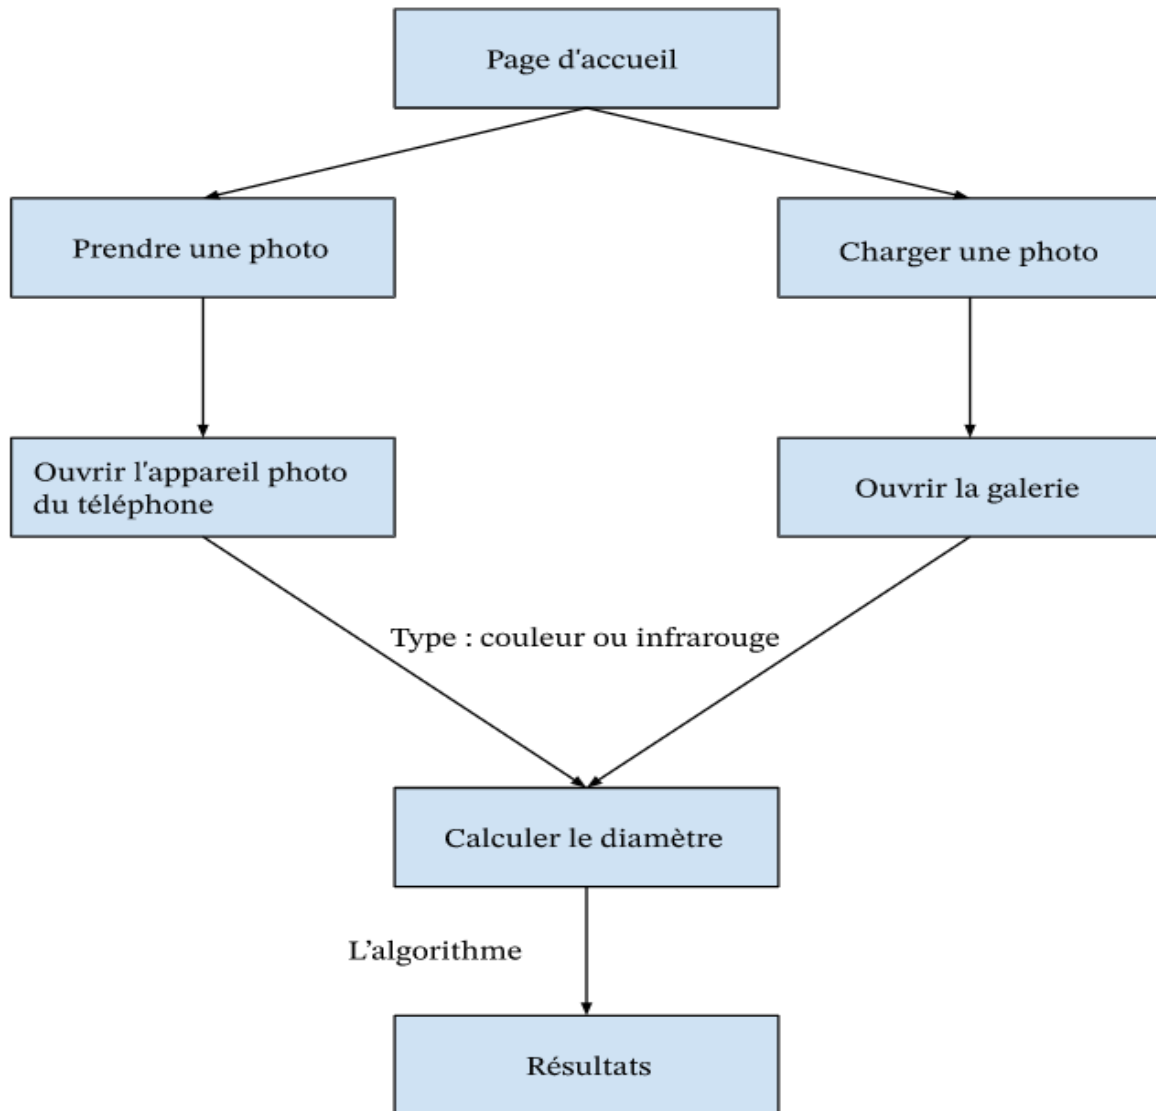 Page d'accueil
Prendre une photo
Charger une photo
Ouvrir l'appareil photo
du téléphone
Ouvrir la galerie
Type : couleur ou infrarouge
Calculer le diamètre
L’algorithme
Résultats